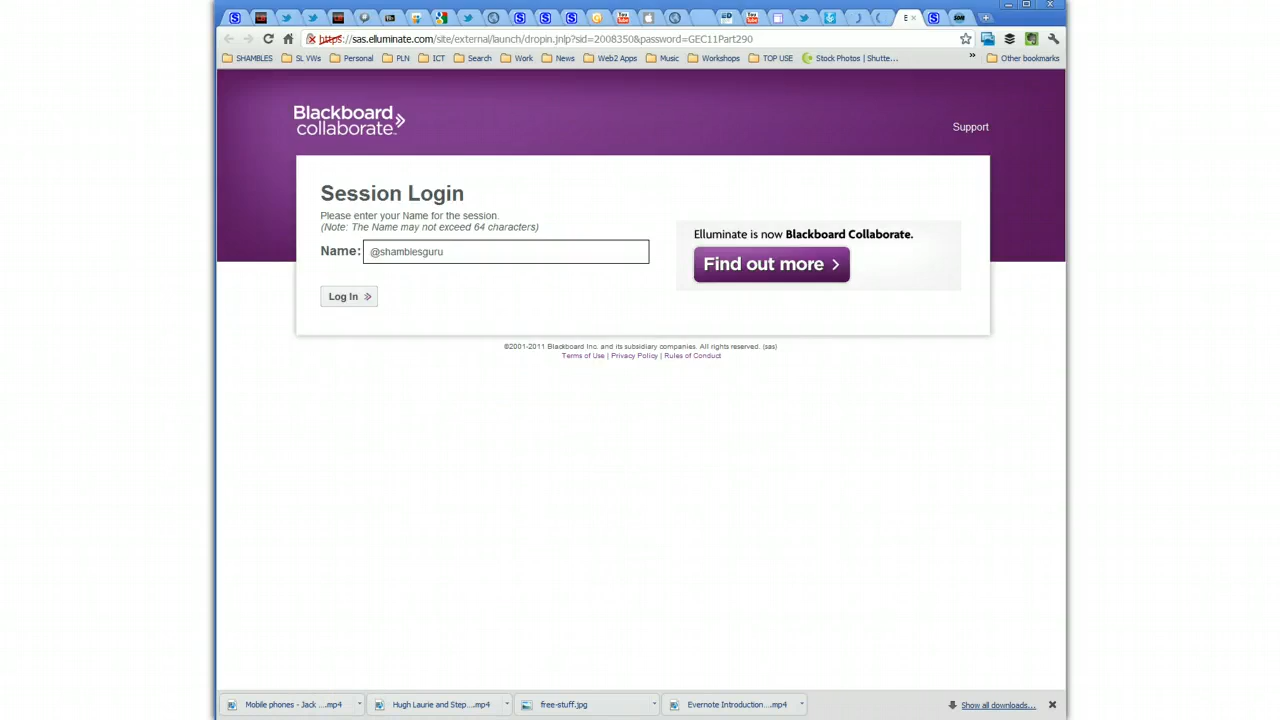 https://sas.elluminate.com/site/external/launch/dropin.jnlp?sid=2008350&password=GEC11Part290
SHAMBLES SL VWs Personal PLN ICT Search Work News Web2 Apps Music Workshops TOP USE Stock Photos | Shutte... » Other bookmarks
Blackboard
collaborate™
Support
Session Login
Please enter your Name for the session.
(Note: The Name may not exceed 64 characters)
Name: @shamblesguru
Elluminate is now Blackboard Collaborate.
Find out more
Log In
©2001-2011 Blackboard Inc. and its subsidiary companies. All rights reserved. (sas)
Terms of Use | Privacy Policy | Rules of Conduct
Mobile phones - Jack ....mp4 Hugh Laurie and Step....mp4 free-stuff.jpg Evernote Introduction....mp4 Show all downloads...